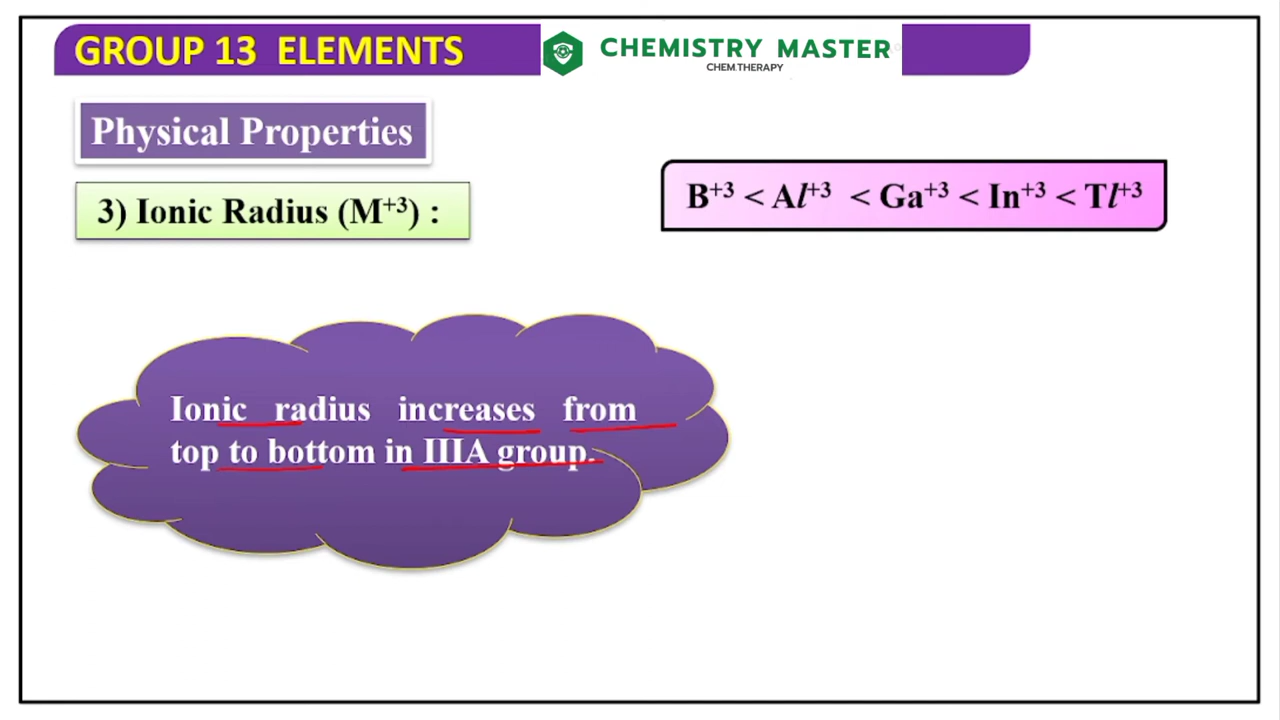 GROUP 13 ELEMENTS
CHEMISTRY MASTER
CHEM.THERAPY
Physical Properties
3) Ionic Radius (M⁺³) :
B⁺³ < Al⁺³ < Ga⁺³ < In⁺³ < Tl⁺³
Ionic radius increases from
top to bottom in IIIA group.